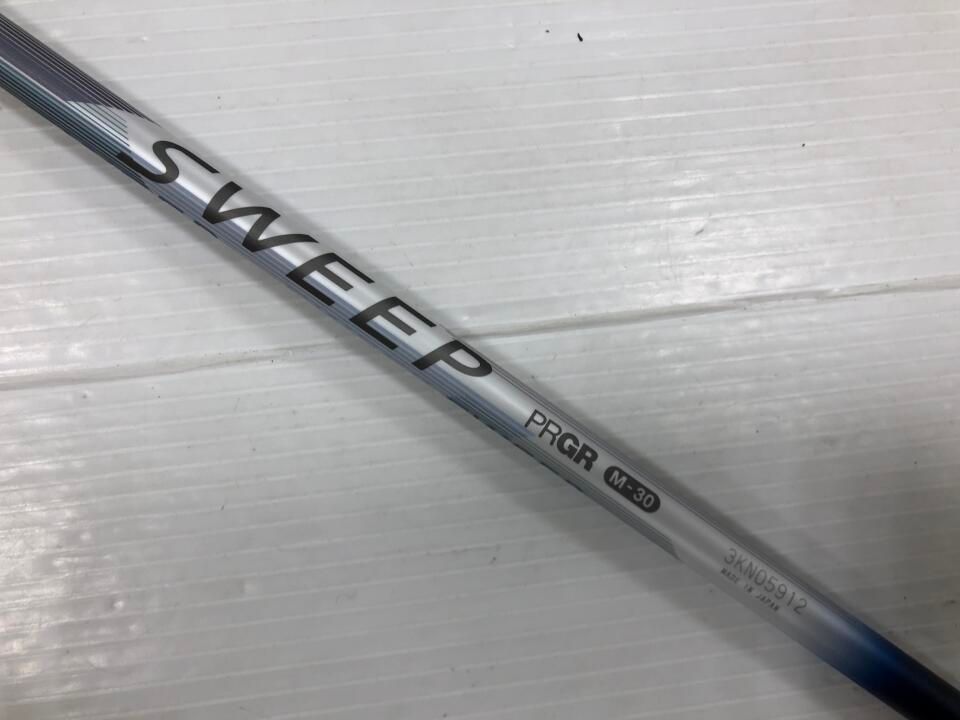 SWEEP
PRGR M-30
3KN05912
MADE IN JAPAN